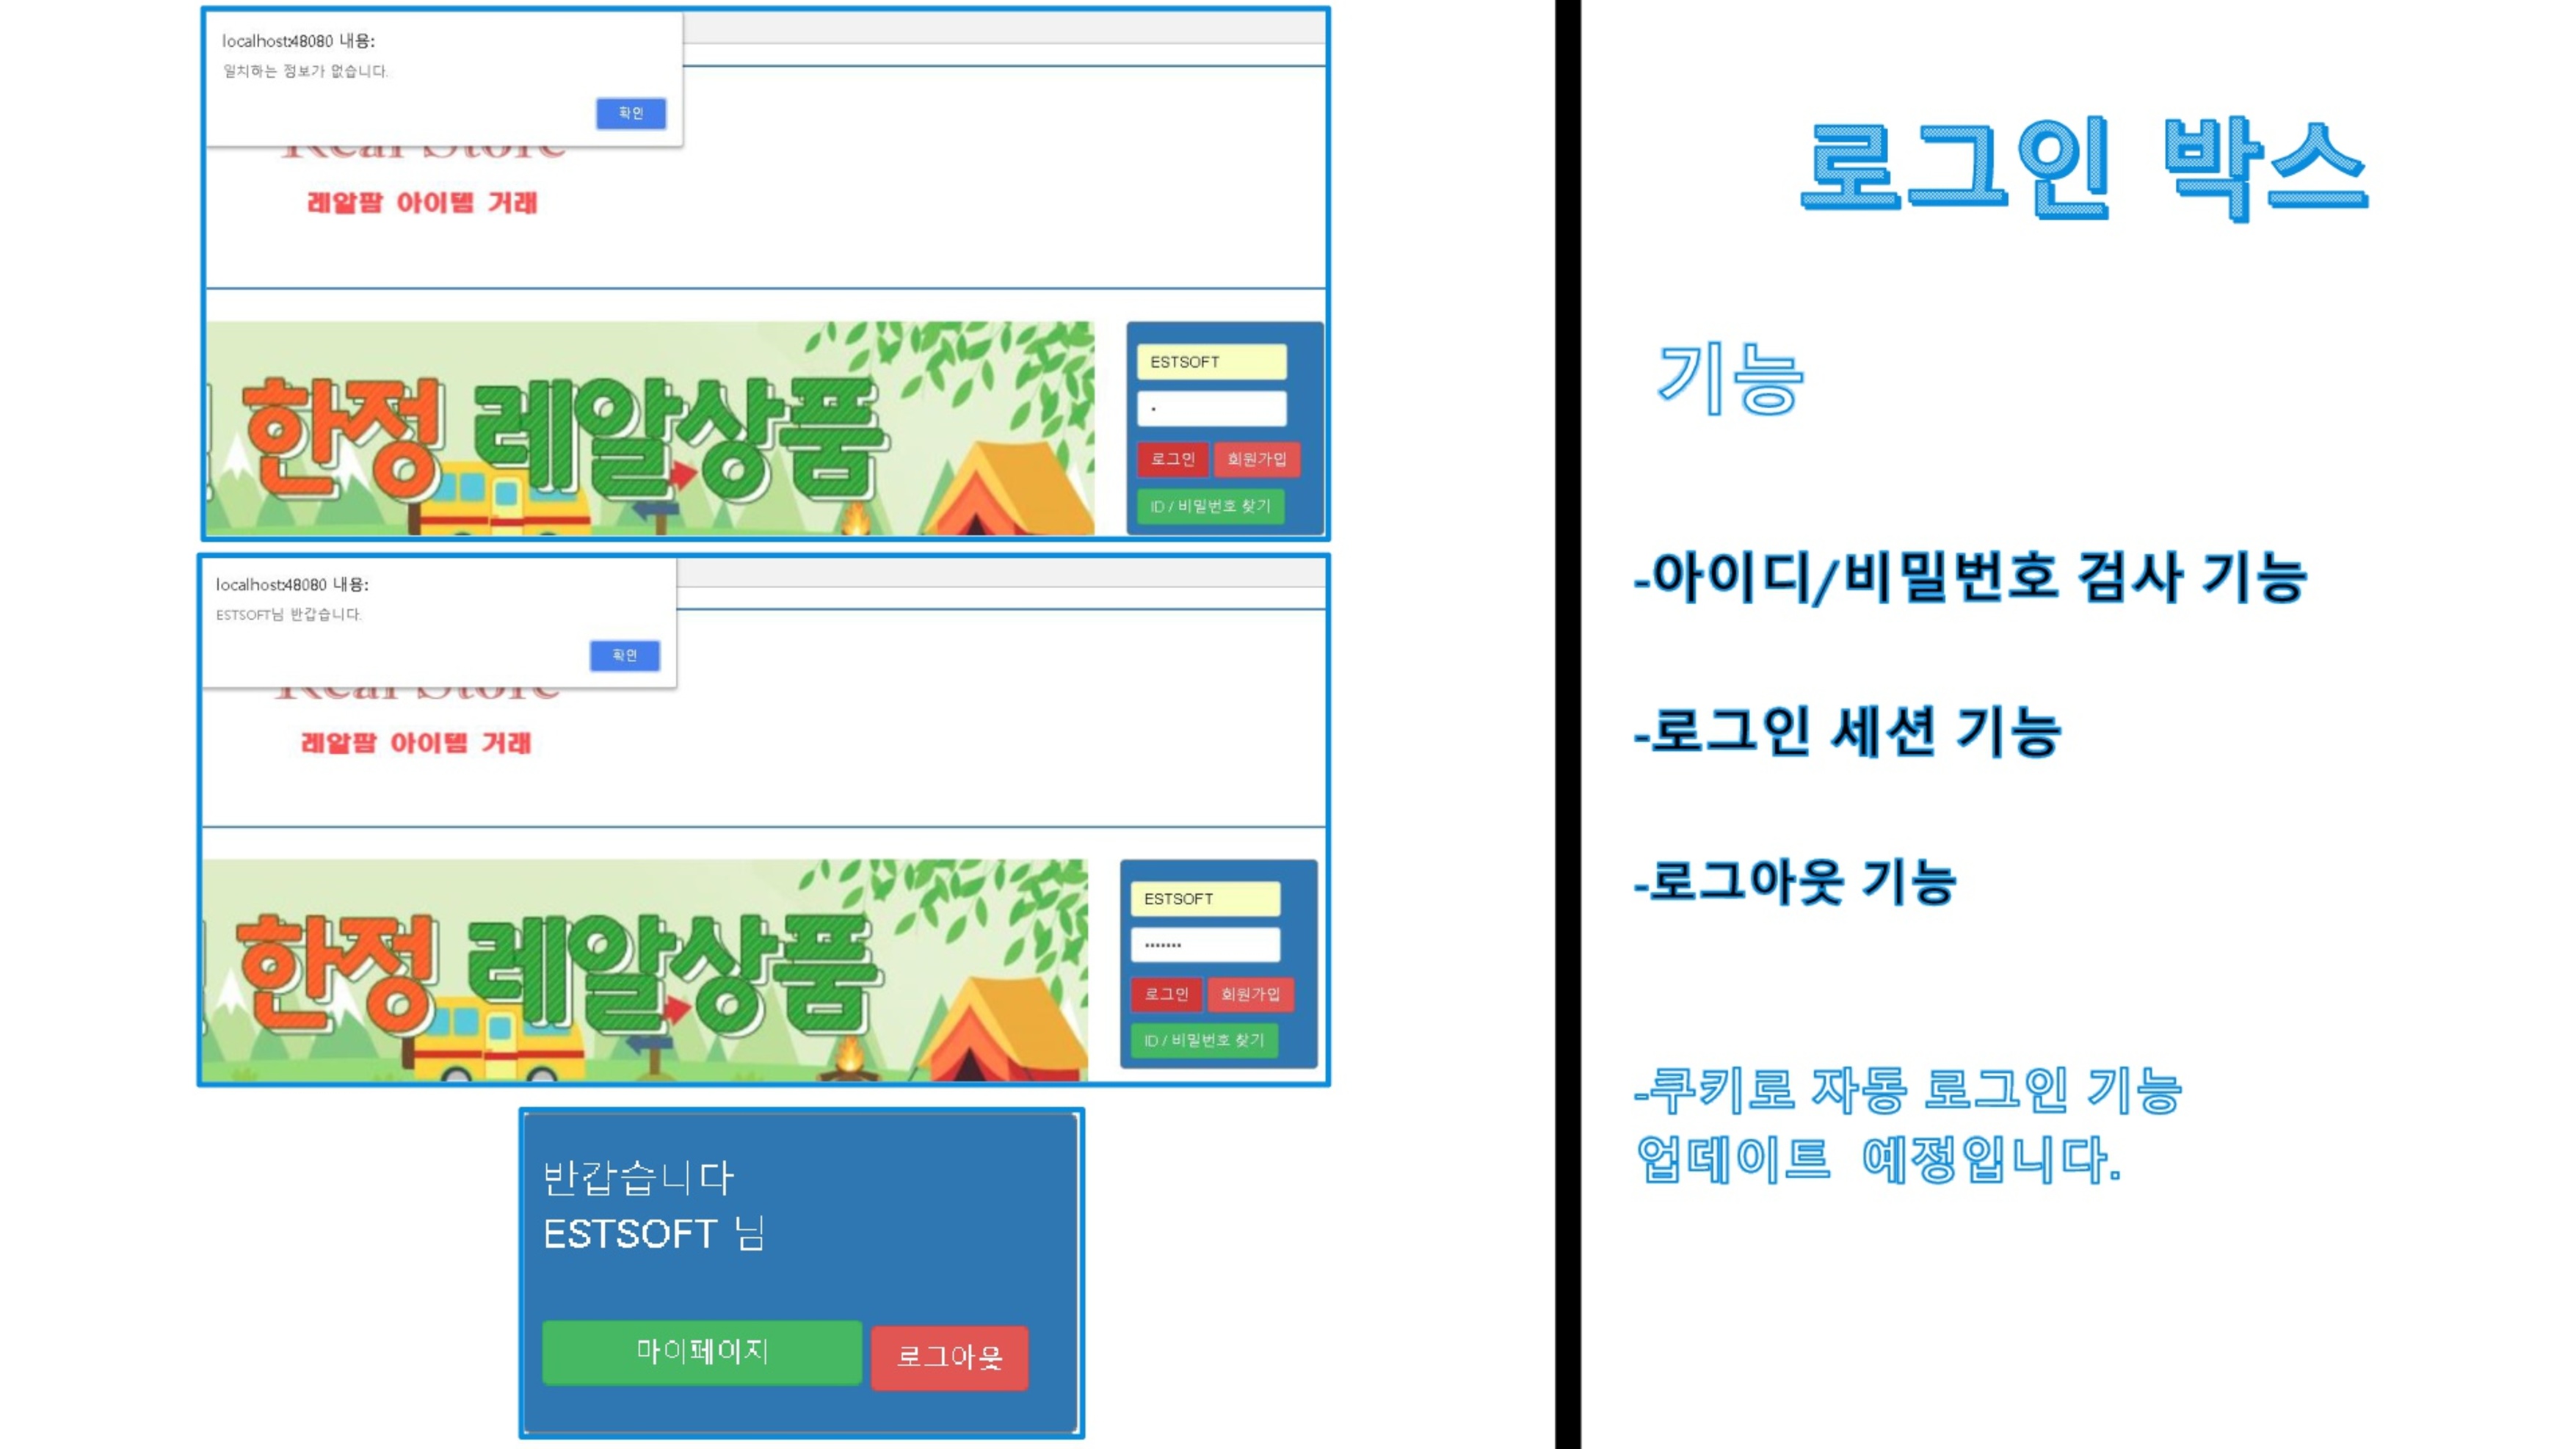 localhost:48080 내용:
일치하는 정보가 없습니다.
확인
Real Store
레알팜 아이템 거래
한정 레알상품
ESTSOFT
로그인 회원가입
ID / 비밀번호 찾기
localhost:48080 내용:
ESTSOFT님 반갑습니다.
확인
Real Store
레알팜 아이템 거래
한정 레알상품
ESTSOFT
로그인 회원가입
ID / 비밀번호 찾기
반갑습니다
ESTSOFT 님
마이페이지 로그아웃
로그인 박스
기능
-아이디/비밀번호 검사 기능
-로그인 세션 기능
-로그아웃 기능
-쿠키로 자동 로그인 기능
업데이트 예정입니다.